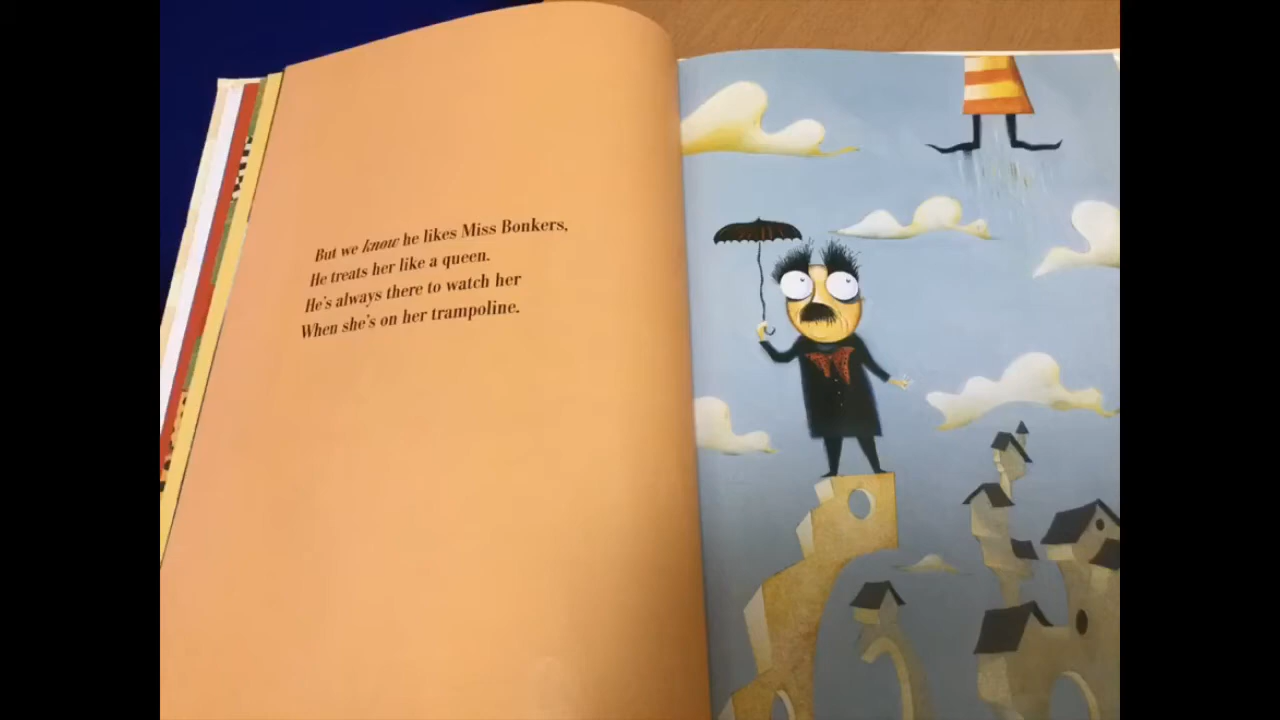 But we know he likes Miss Bonkers,
He treats her like a queen.
He's always there to watch her
When she's on her trampoline.